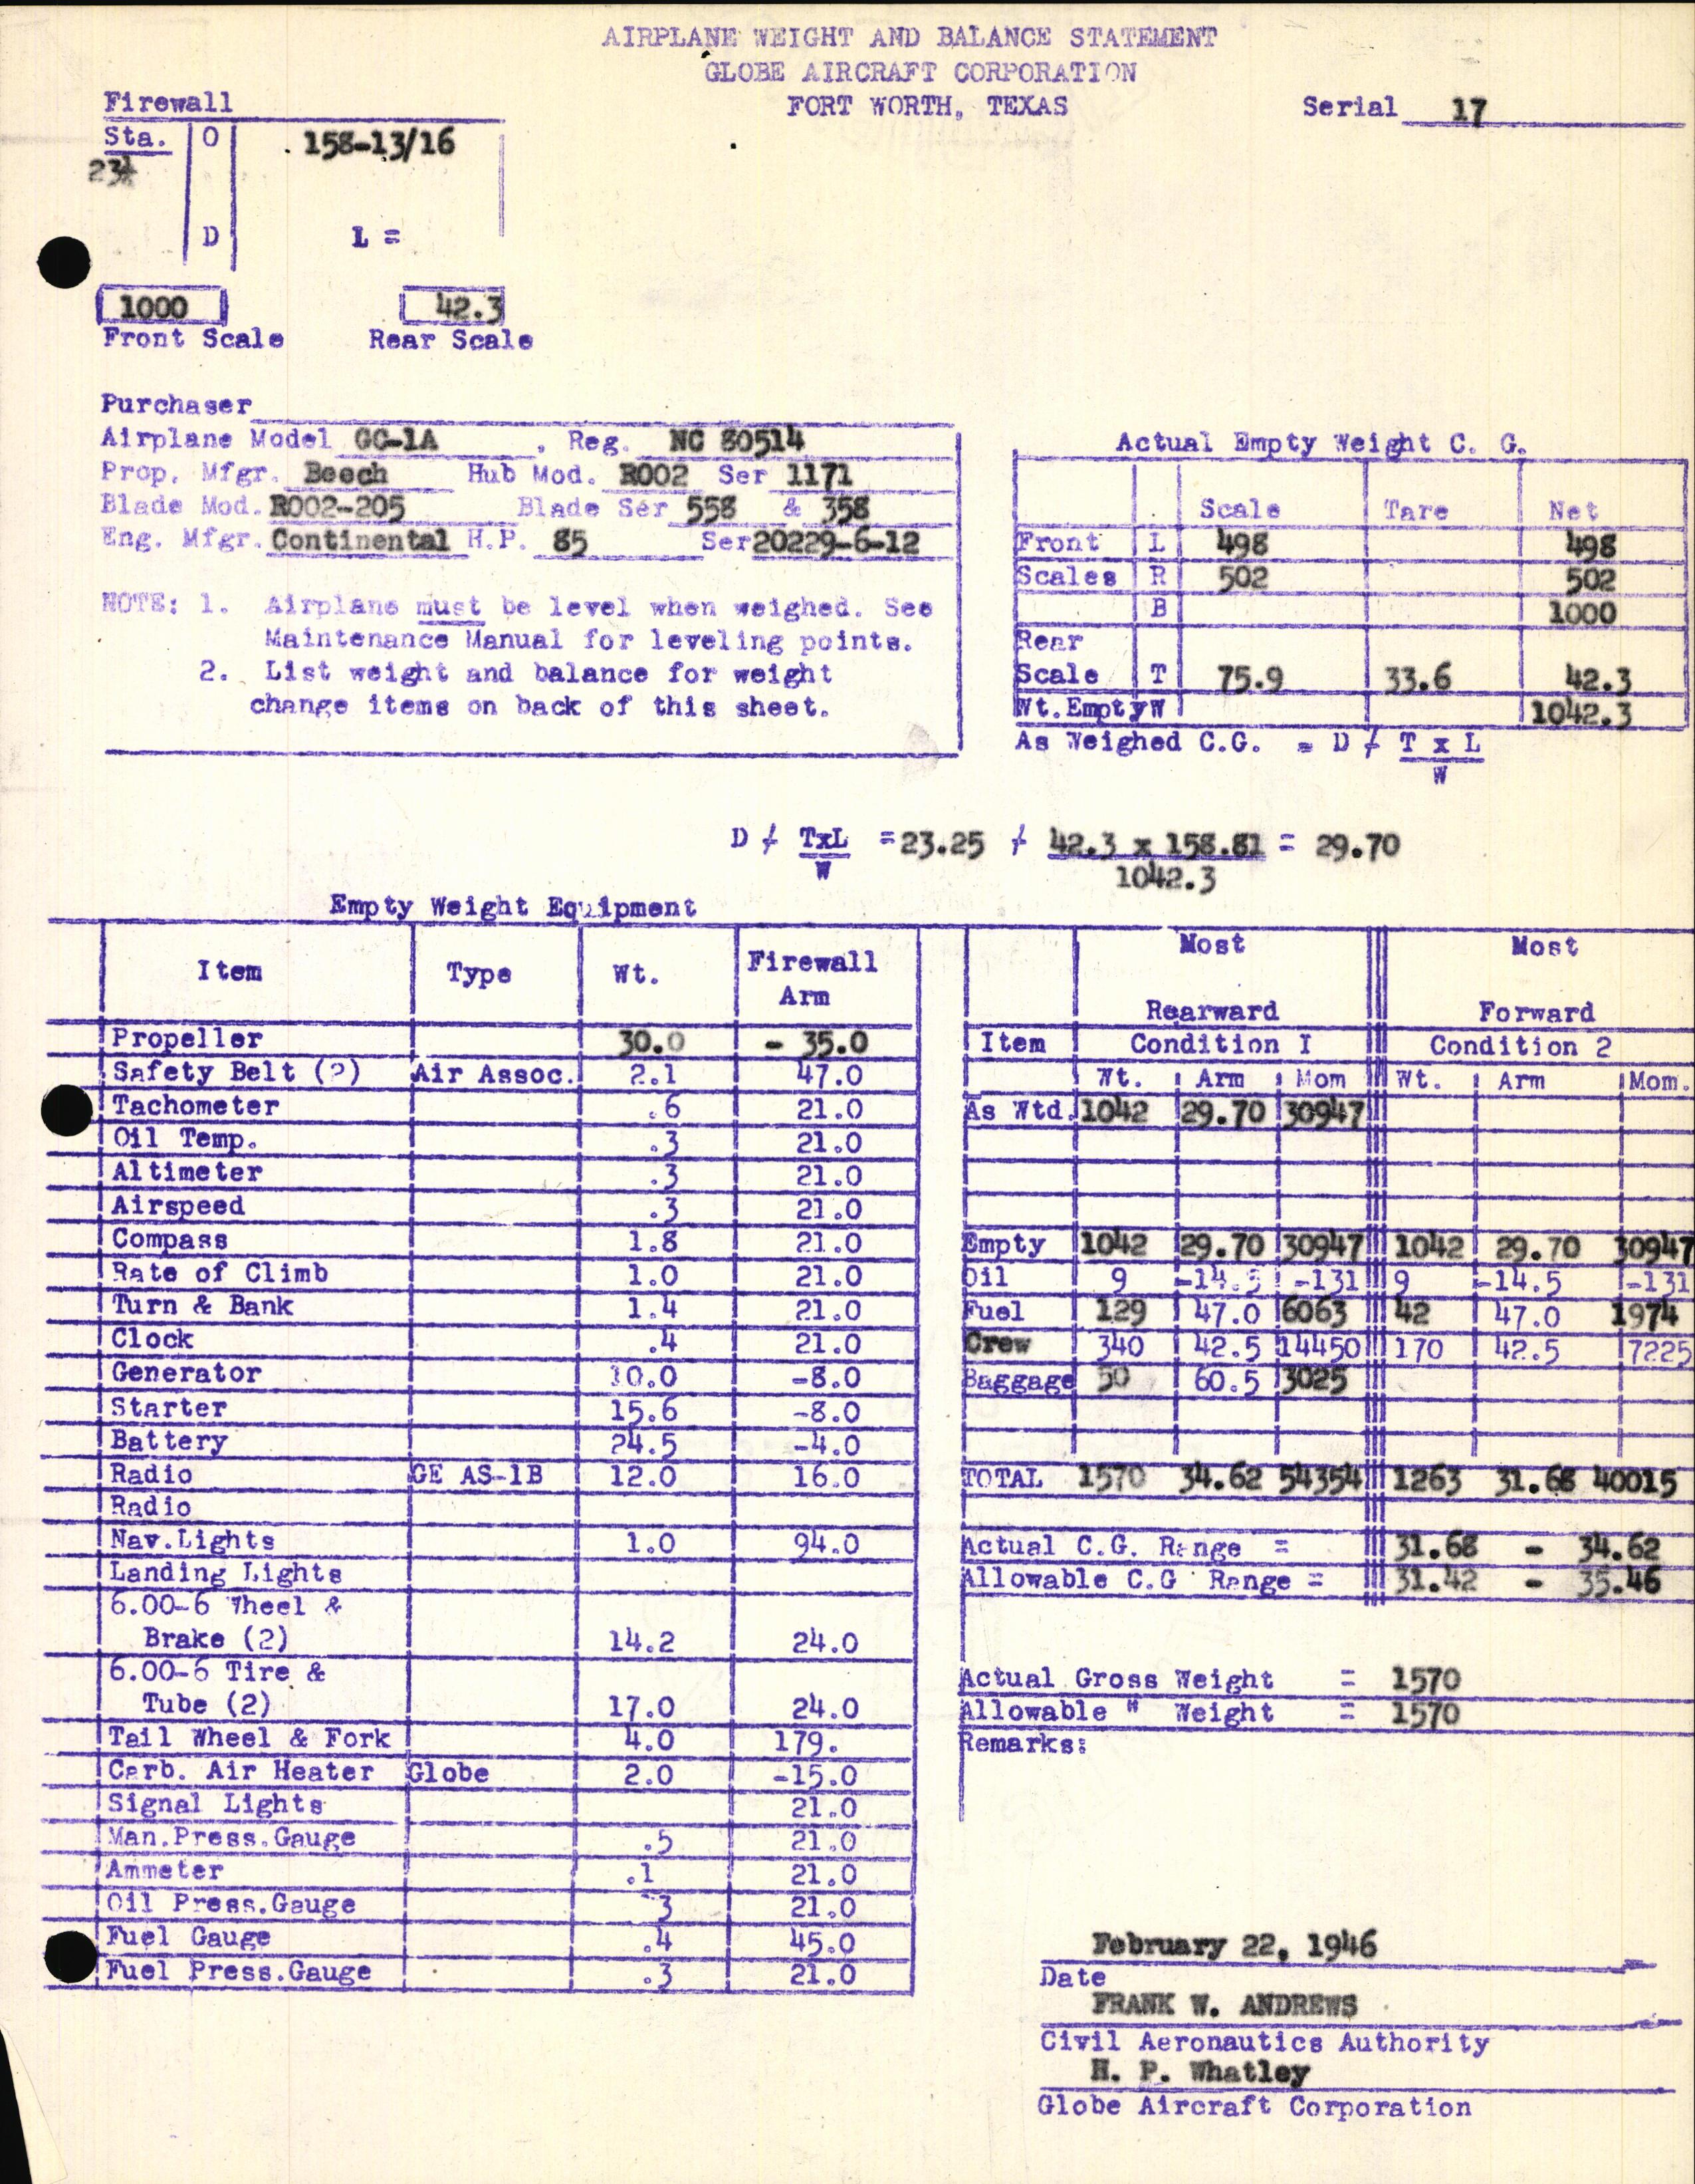 AIRPLANE WEIGHT AND BALANCE STATEMENT
GLOBE AIRCRAFT CORPORATION
FORT WORTH, TEXAS
Serial 17
Firewall
Sta. O 158-13/16
23¼
D L =
1000 42.3
Front Scale Rear Scale
Purchaser
Airplane Model GC-1A , Reg. NC 80514
Prop. Mfgr. Beech Hub Mod. R002 Ser 1171
Blade Mod. R002-205 Blade Ser 558 & 358
Eng. Mfgr. Continental H.P. 85 Ser 20229-6-12
NOTE: 1. Airplane must be level when weighed. See
Maintenance Manual for leveling points.
2. List weight and balance for weight
change items on back of this sheet.
Actual Empty Weight C. G.
Scale Tare Net
Front L 498 498
Scales R 502 502
B 1000
Rear
Scale T 75.9 33.6 42.3
Wt.Empty W 1042.3
As Weighed C.G. = D ⁄ T x L
W
D ⁄ TxL = 23.25 ⁄ 42.3 x 158.81 = 29.70
W 1042.3
Empty Weight Equipment
Item Type Wt. Firewall
Arm
Propeller 30.0 - 35.0
Safety Belt (2) Air Assoc. 2.1 47.0
Tachometer .6 21.0
Oil Temp. .3 21.0
Altimeter .3 21.0
Airspeed .3 21.0
Compass 1.8 21.0
Rate of Climb 1.0 21.0
Turn & Bank 1.4 21.0
Clock .4 21.0
Generator 10.0 -8.0
Starter 15.6 -8.0
Battery 24.5 -4.0
Radio GE AS-1B 12.0 16.0
Radio
Nav.Lights 1.0 94.0
Landing Lights
6.00-6 Wheel &
Brake (2) 14.2 24.0
6.00-6 Tire &
Tube (2) 17.0 24.0
Tail Wheel & Fork 4.0 179.
Carb. Air Heater Globe 2.0 -15.0
Signal Lights 21.0
Man.Press.Gauge .5 21.0
Ammeter .1 21.0
Oil Press.Gauge .3 21.0
Fuel Gauge .4 45.0
Fuel Press.Gauge .3 21.0
Most Most
Rearward Forward
Item Condition I Condition 2
Wt. Arm Mom Wt. Arm Mom.
As Wtd. 1042 29.70 30947
Empty 1042 29.70 30947 1042 29.70 30947
Oil 9 -14.5 -131 9 -14.5 -131
Fuel 129 47.0 6063 42 47.0 1974
Crew 340 42.5 14450 170 42.5 7225
Baggage 50 60.5 3025
TOTAL 1570 34.62 54354 1263 31.68 40015
Actual C.G. Range = 31.68 - 34.62
Allowable C.G Range = 31.42 - 35.46
Actual Gross Weight = 1570
Allowable " Weight = 1570
Remarks:
February 22, 1946
Date
FRANK W. ANDREWS
Civil Aeronautics Authority
H. P. Whatley
Globe Aircraft Corporation